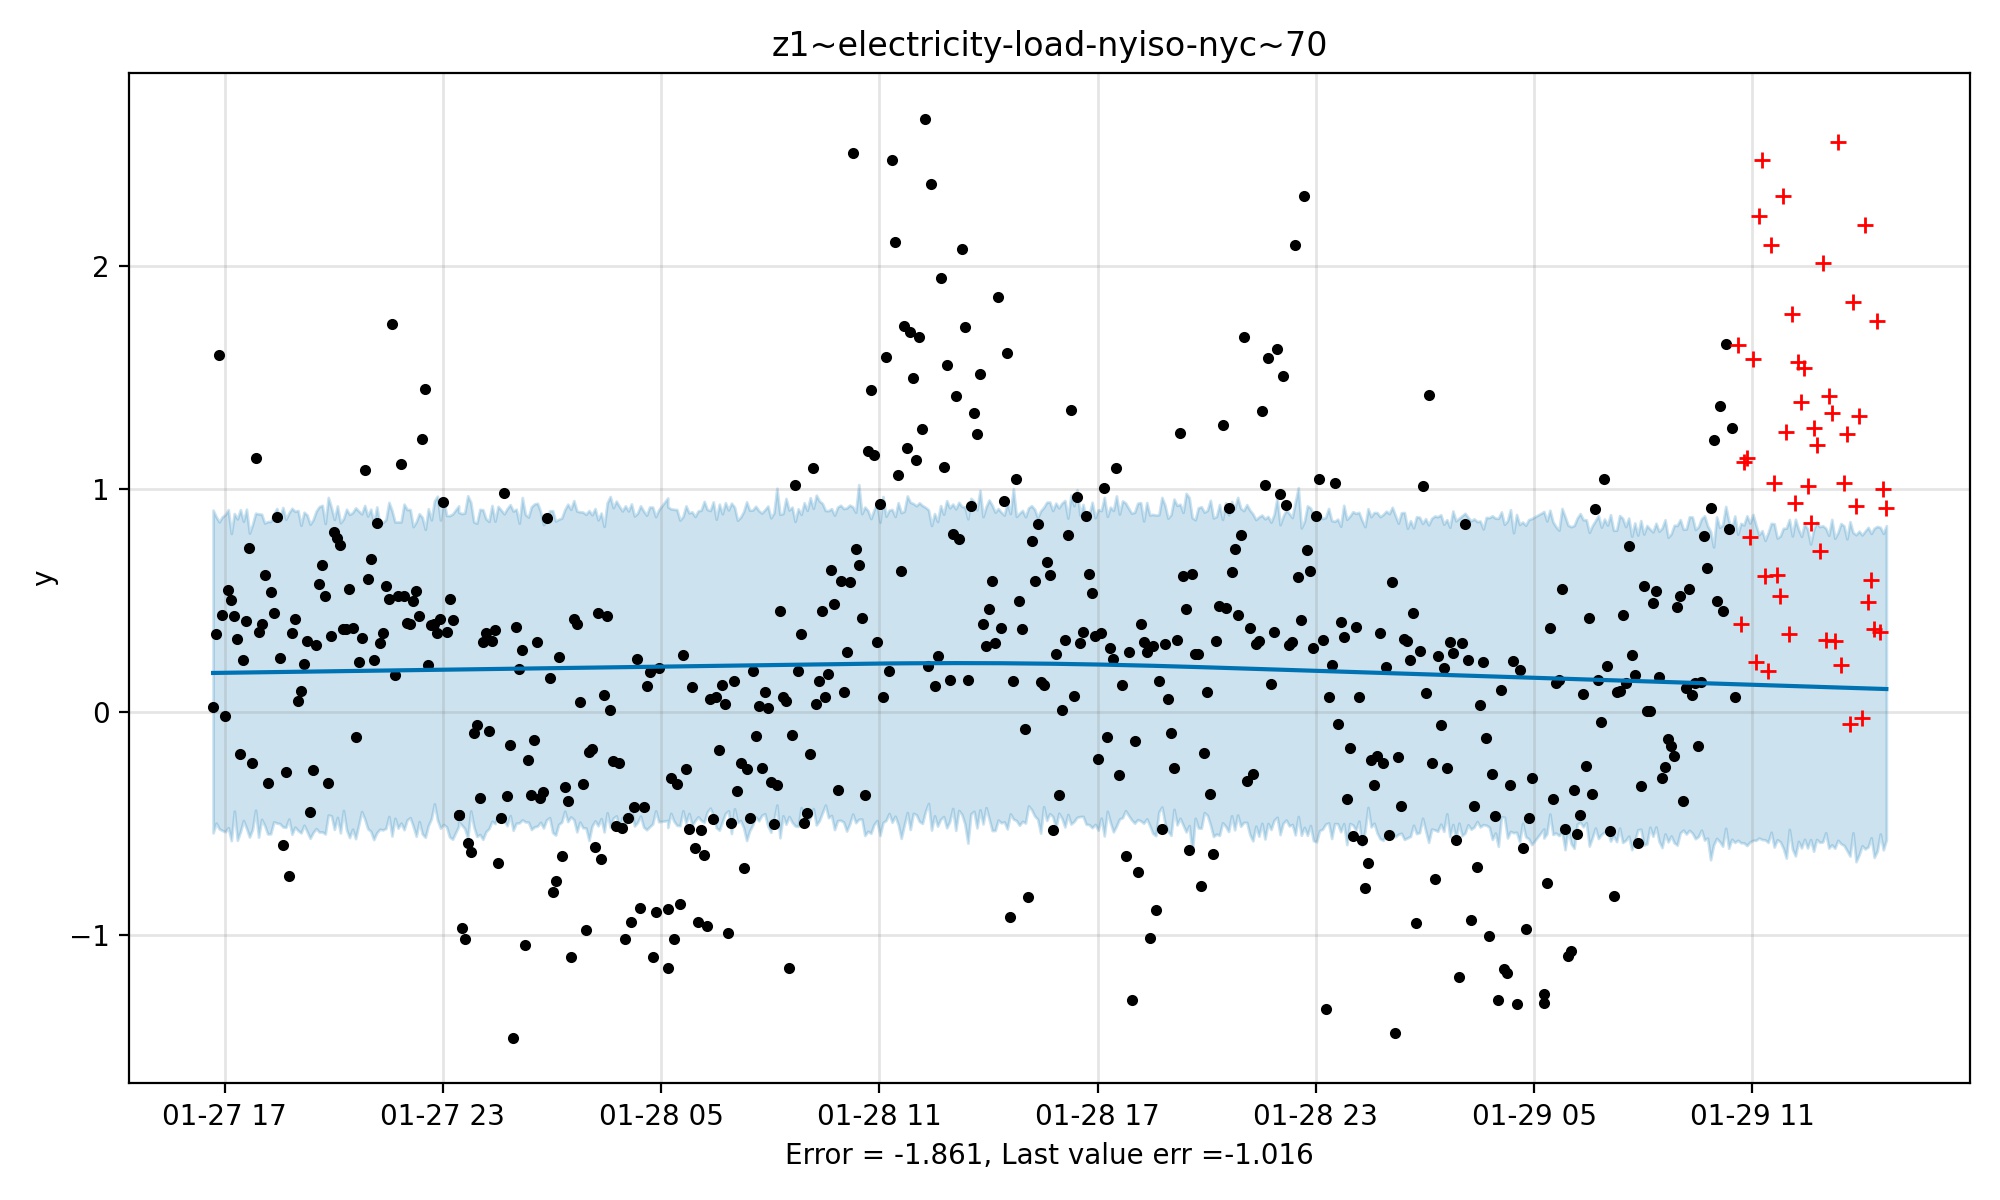 z1~electricity-load-nyiso-nyc~70
y
2
1
0
−1
01-27 17 01-27 23 01-28 05 01-28 11 01-28 17 01-28 23 01-29 05 01-29 11
Error = -1.861, Last value err =-1.016